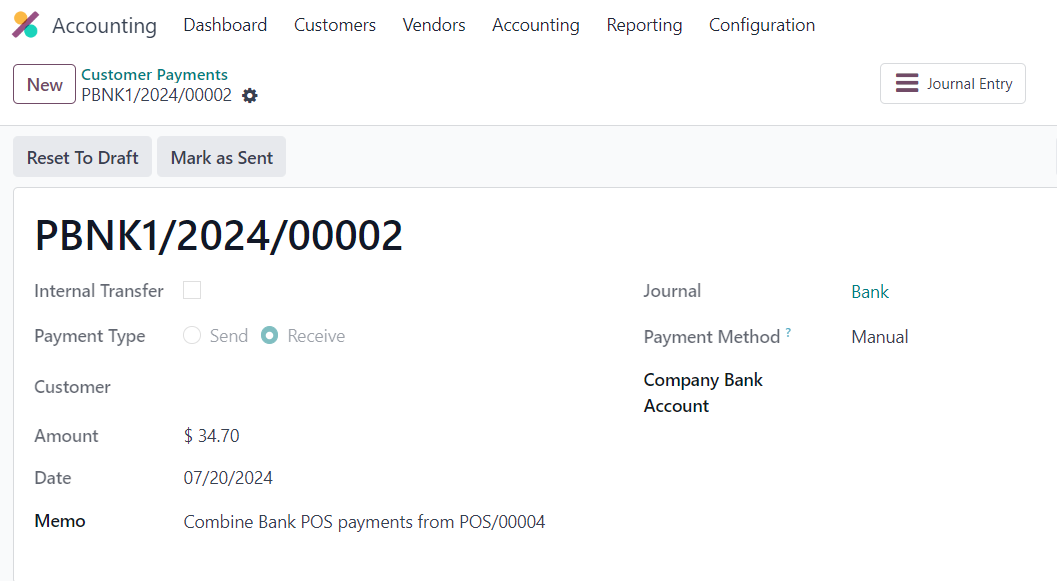 Accounting Dashboard Customers Vendors Accounting Reporting Configuration
New
Customer Payments
PBNK1/2024/00002
Journal Entry
Reset To Draft Mark as Sent
PBNK1/2024/00002
Internal Transfer
Payment Type Send Receive
Customer
Amount $ 34.70
Date 07/20/2024
Memo Combine Bank POS payments from POS/00004
Journal Bank
Payment Method ? Manual
Company Bank
Account